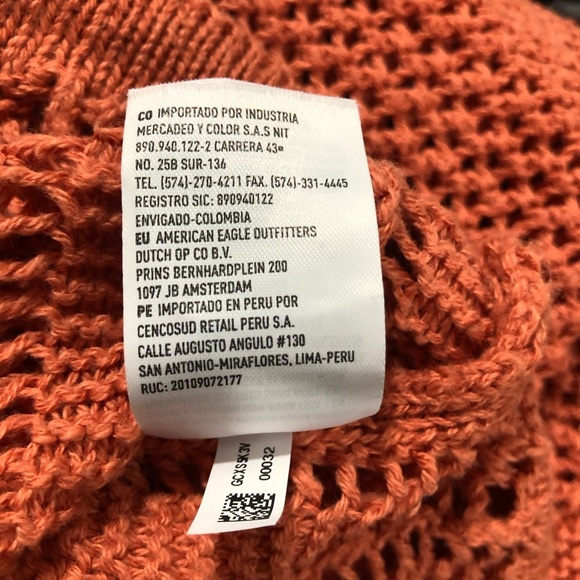 CO IMPORTADO POR INDUSTRIA
MERCADEO Y COLOR S.A.S NIT
890.940.122-2 CARRERA 43ª
NO. 25B SUR-136
TEL. (574)-270-4211 FAX. (574)-331-4445
REGISTRO SIC: 890940122
ENVIGADO-COLOMBIA
EU AMERICAN EAGLE OUTFITTERS
DUTCH OP CO B.V.
PRINS BERNHARDPLEIN 200
1097 JB AMSTERDAM
PE IMPORTADO EN PERU POR
CENCOSUD RETAIL PERU S.A.
CALLE AUGUSTO ANGULO #130
SAN ANTONIO-MIRAFLORES, LIMA-PERU
RUC: 20109072177
GCXS5K3V
00032